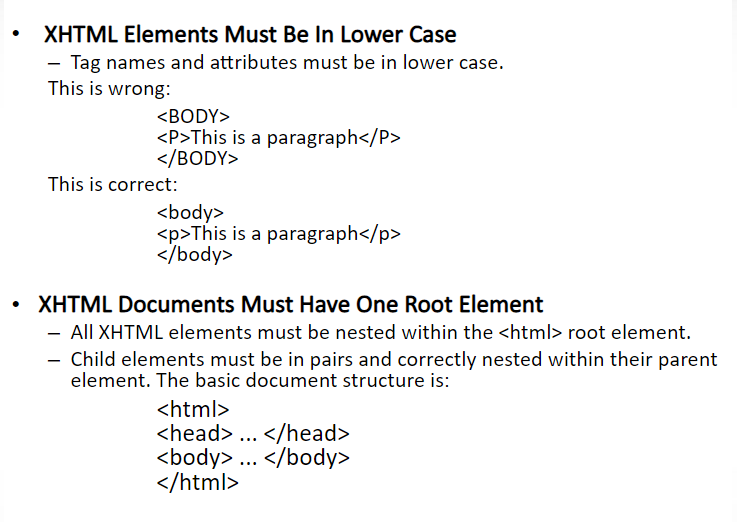 • XHTML Elements Must Be In Lower Case
– Tag names and attributes must be in lower case.
This is wrong:
<BODY>
<P>This is a paragraph</P>
</BODY>
This is correct:
<body>
<p>This is a paragraph</p>
</body>
• XHTML Documents Must Have One Root Element
– All XHTML elements must be nested within the <html> root element.
– Child elements must be in pairs and correctly nested within their parent
element. The basic document structure is:
<html>
<head> ... </head>
<body> ... </body>
</html>